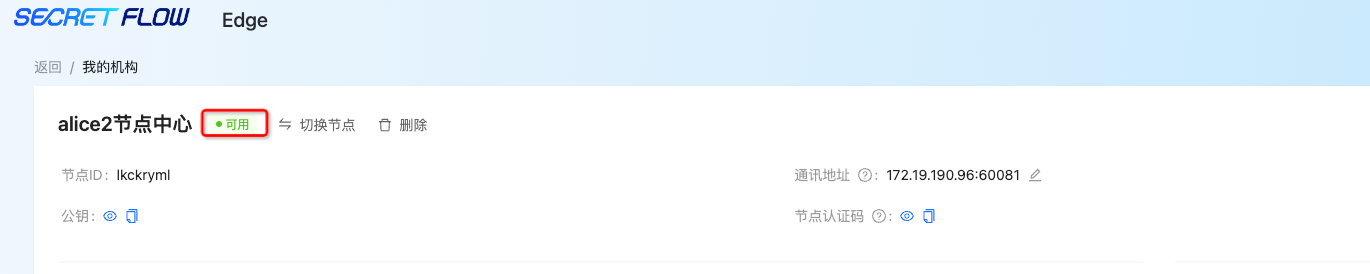 SECRET FLOW Edge
返回 / 我的机构
alice2节点中心 可用 切换节点 删除
节点ID: lkckryml 通讯地址 ? : 172.19.190.96:60081
公钥: 节点认证码 ? :